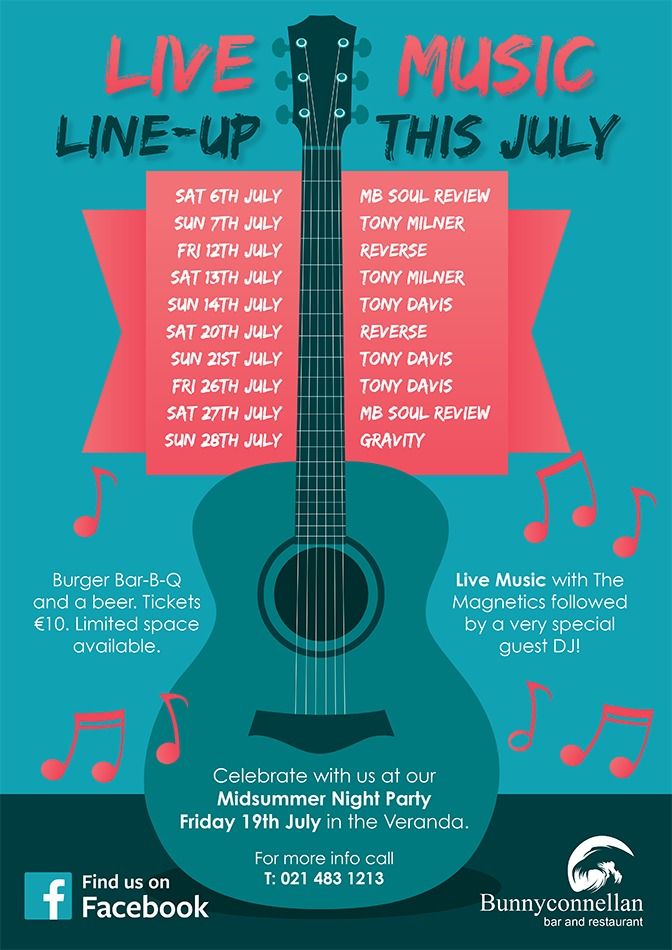 LIVE MUSIC
LINE-UP THIS JULY
SAT 6TH JULY MB SOUL REVIEW
SUN 7TH JULY TONY MILNER
FRI 12TH JULY REVERSE
SAT 13TH JULY TONY MILNER
SUN 14TH JULY TONY DAVIS
SAT 20TH JULY REVERSE
SUN 21ST JULY TONY DAVIS
FRI 26TH JULY TONY DAVIS
SAT 27TH JULY MB SOUL REVIEW
SUN 28TH JULY GRAVITY
Burger Bar-B-Q
and a beer. Tickets
€10. Limited space
available.
Live Music with The
Magnetics followed
by a very special
guest DJ!
Celebrate with us at our
Midsummer Night Party
Friday 19th July in the Veranda.
For more info call
T: 021 483 1213
f Find us on
Facebook
Bunnyconnellan
bar and restaurant